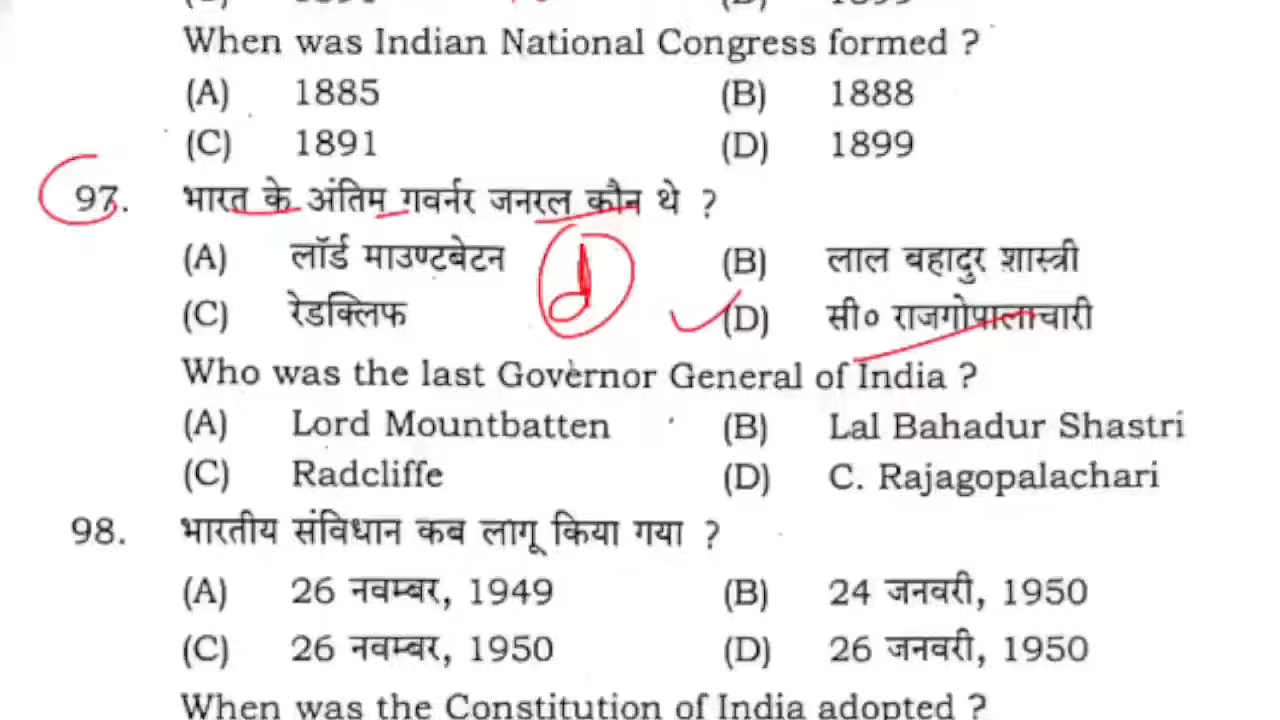 (C) 1891 (D) 1899
When was Indian National Congress formed ?
(A) 1885 (B) 1888
(C) 1891 (D) 1899
97. भारत के अंतिम गवर्नर जनरल कौन थे ?
(A) लॉर्ड माउण्टबेटन (B) लाल बहादुर शास्त्री
(C) रेडक्लिफ (D) सी० राजगोपालाचारी
Who was the last Governor General of India ?
(A) Lord Mountbatten (B) Lal Bahadur Shastri
(C) Radcliffe (D) C. Rajagopalachari
98. भारतीय संविधान कब लागू किया गया ?
(A) 26 नवम्बर, 1949 (B) 24 जनवरी, 1950
(C) 26 नवम्बर, 1950 (D) 26 जनवरी, 1950
When was the Constitution of India adopted ?